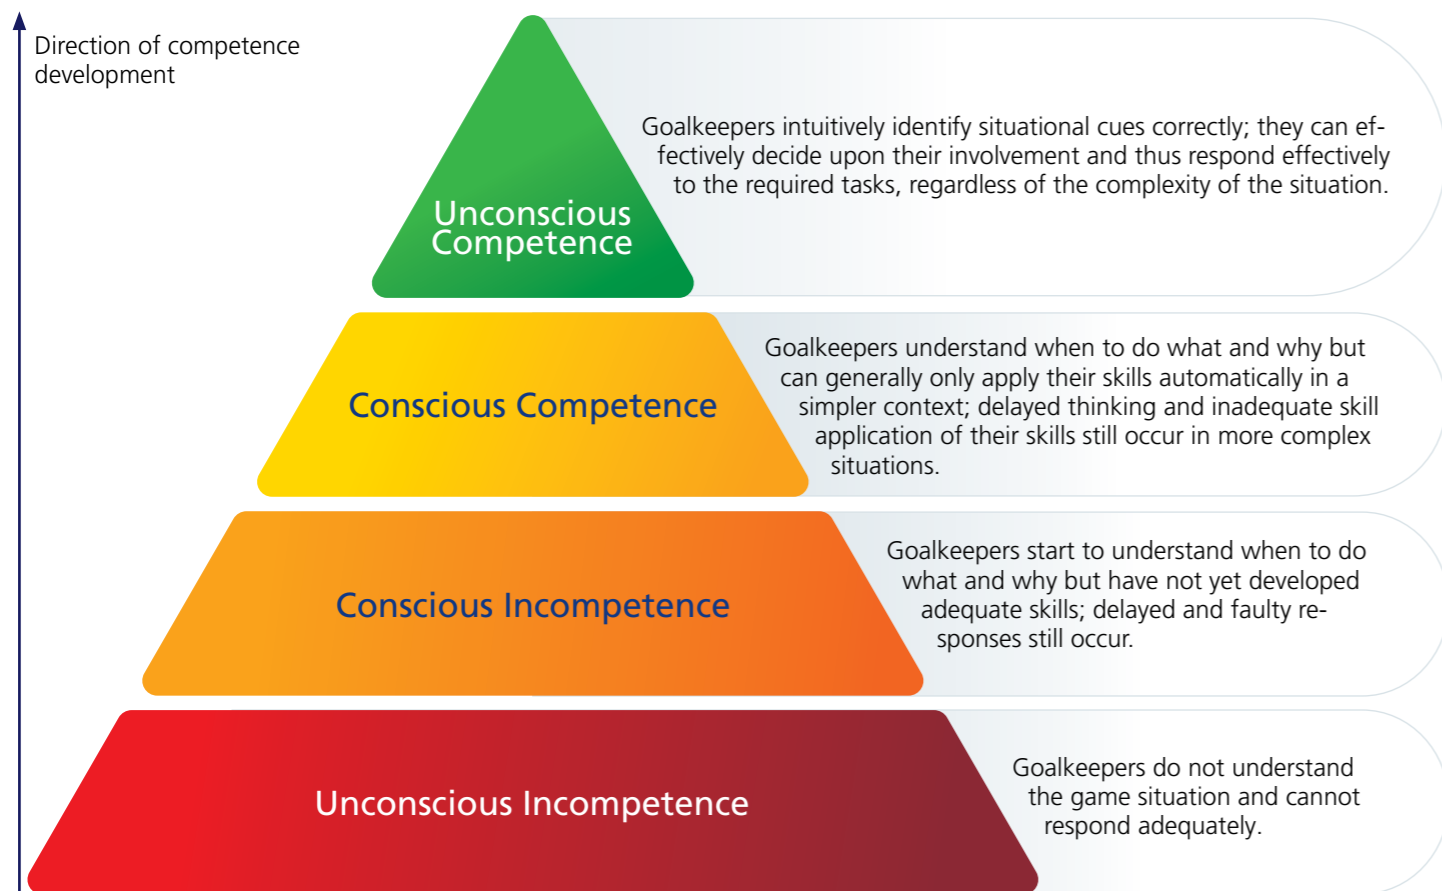 Direction of competence
development
Goalkeepers intuitively identify situational cues correctly; they can ef-
fectively decide upon their involvement and thus respond effectively
to the required tasks, regardless of the complexity of the situation.
Unconscious
Competence
Goalkeepers understand when to do what and why but
can generally only apply their skills automatically in a
simpler context; delayed thinking and inadequate skill
application of their skills still occur in more complex
situations.
Conscious Competence
Goalkeepers start to understand when to do
what and why but have not yet developed
adequate skills; delayed and faulty re-
sponses still occur.
Conscious Incompetence
Goalkeepers do not understand
the game situation and cannot
respond adequately.
Unconscious Incompetence